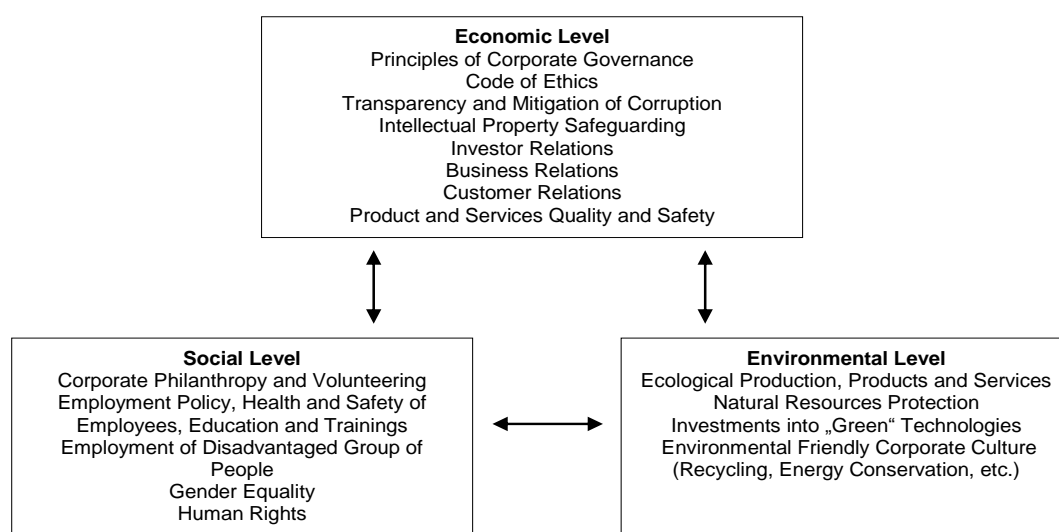 Economic Level
Principles of Corporate Governance
Code of Ethics
Transparency and Mitigation of Corruption
Intellectual Property Safeguarding
Investor Relations
Business Relations
Customer Relations
Product and Services Quality and Safety
Social Level
Corporate Philanthropy and Volunteering
Employment Policy, Health and Safety of
Employees, Education and Trainings
Employment of Disadvantaged Group of
People
Gender Equality
Human Rights
Environmental Level
Ecological Production, Products and Services
Natural Resources Protection
Investments into „Green“ Technologies
Environmental Friendly Corporate Culture
(Recycling, Energy Conservation, etc.)